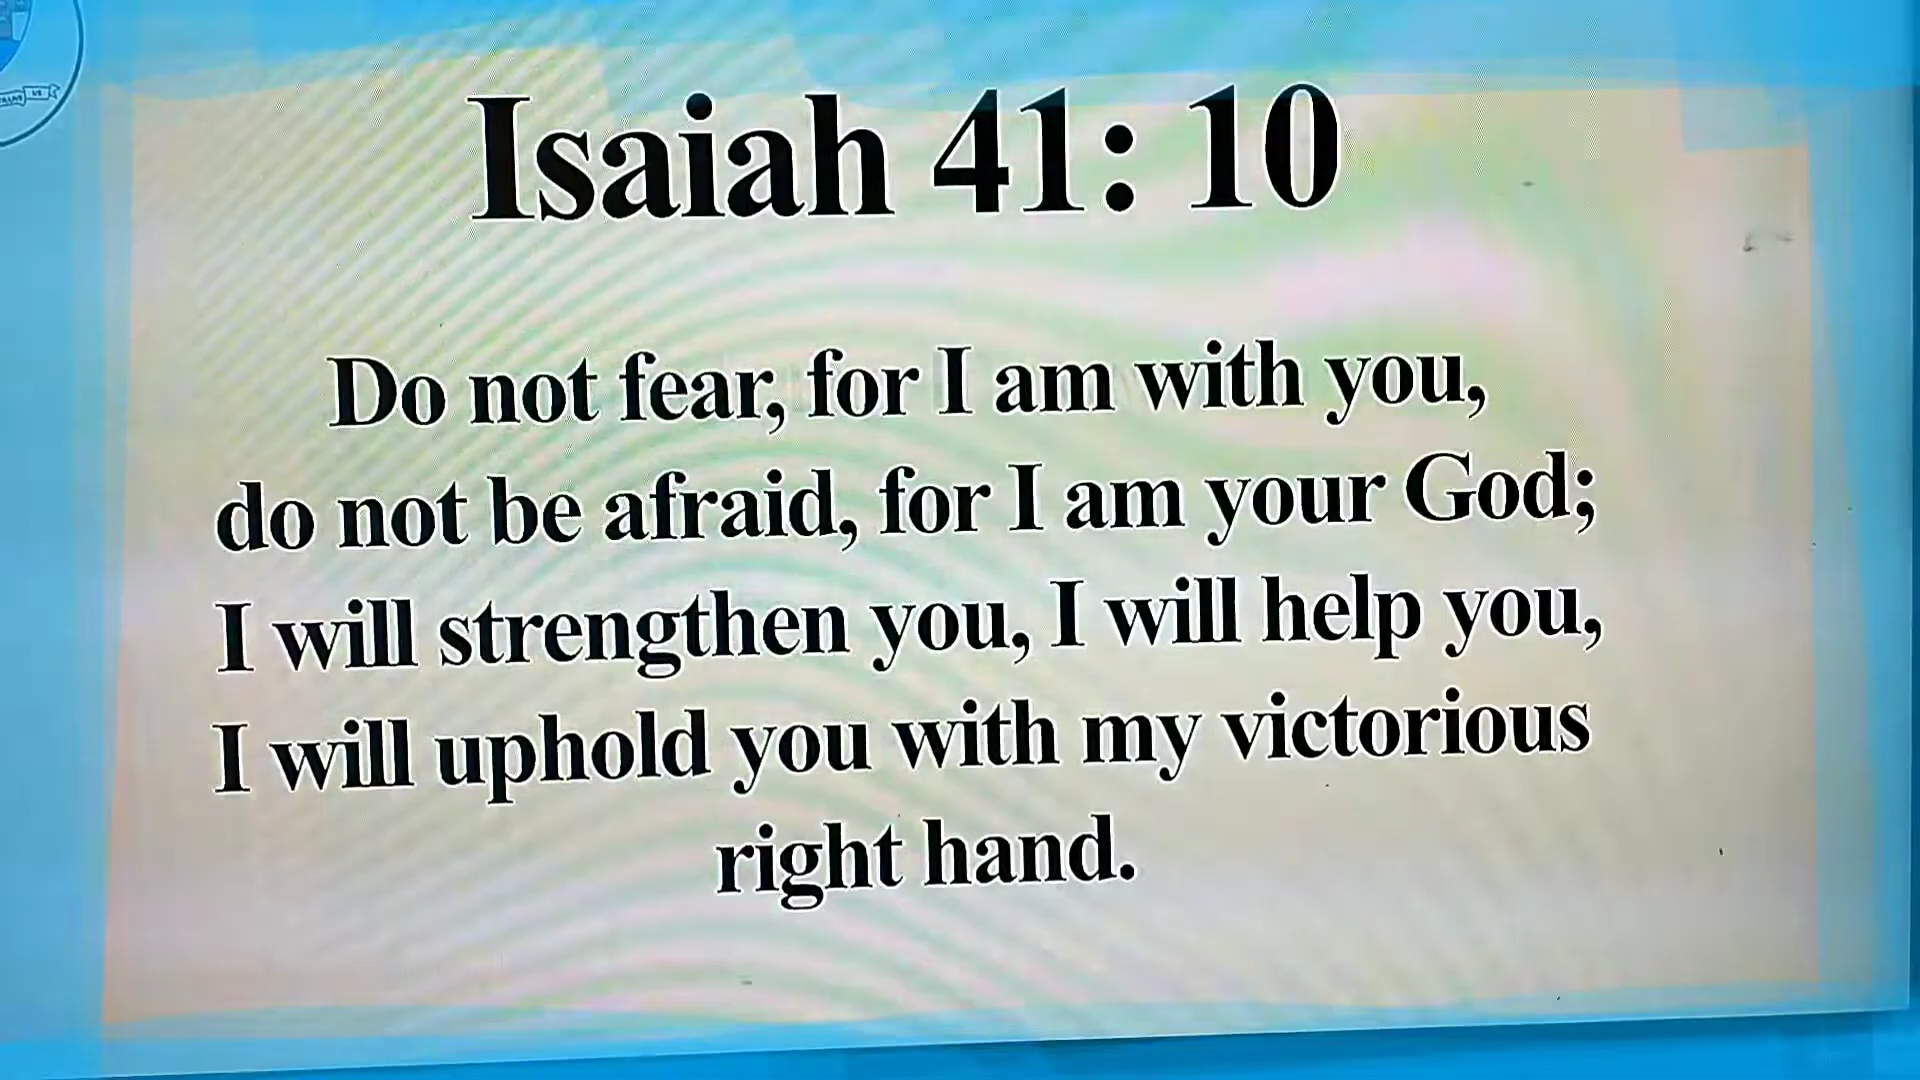 Isaiah 41: 10
Do not fear, for I am with you,
do not be afraid, for I am your God;
I will strengthen you, I will help you,
I will uphold you with my victorious
right hand.